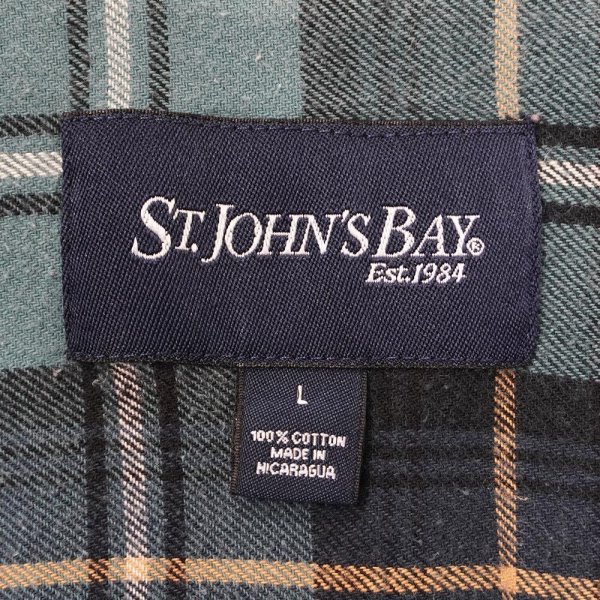 ST. JOHN'S BAY®
Est.1984
L
100% COTTON
MADE IN
NICARAGUA